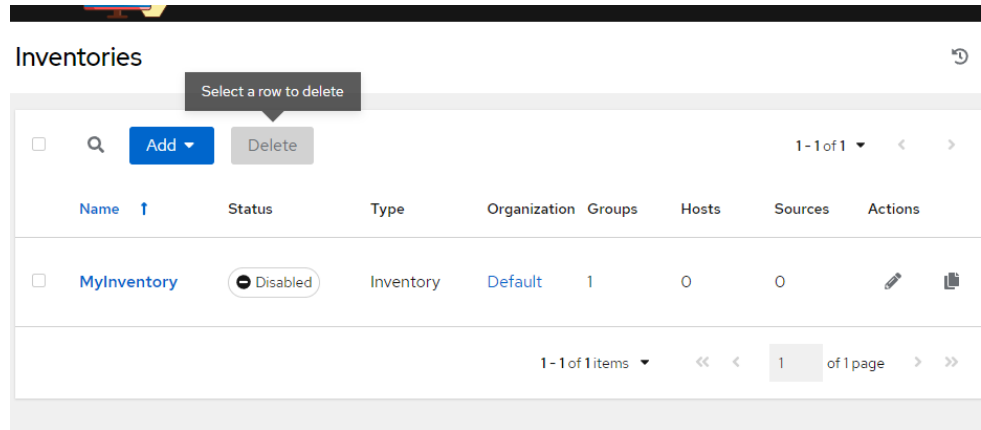 Inventories
Select a row to delete
Add Delete 1 - 1 of 1
Name Status Type Organization Groups Hosts Sources Actions
MyInventory Disabled Inventory Default 1 0 0
1 - 1 of 1 items 1 of 1 page